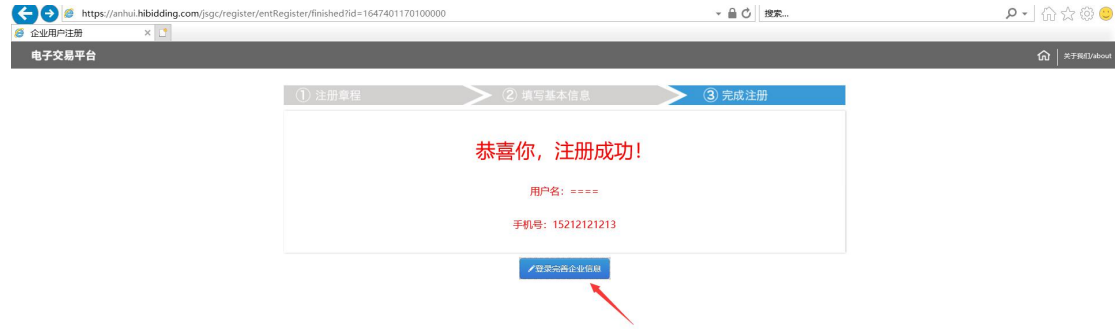 https://anhui.hibidding.com/jsgc/register/entRegister/finished?id=1647401170100000
搜索...
企业用户注册
电子交易平台
关于我们/about
① 注册章程
② 填写基本信息
③ 完成注册
恭喜你，注册成功！
用户名：====
手机号：15212121213
登录完善企业信息